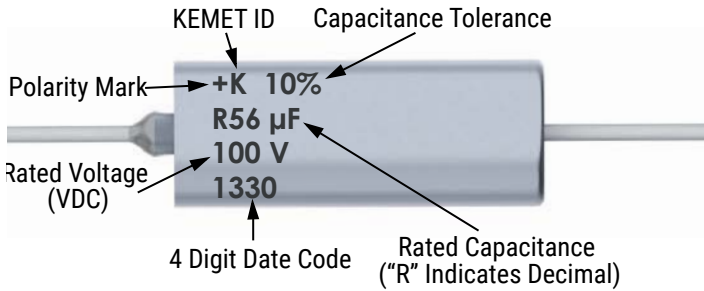 KEMET ID
Capacitance Tolerance
Polarity Mark
+K 10%
R56 µF
100 V
1330
Rated Voltage
(VDC)
4 Digit Date Code
Rated Capacitance
("R" Indicates Decimal)